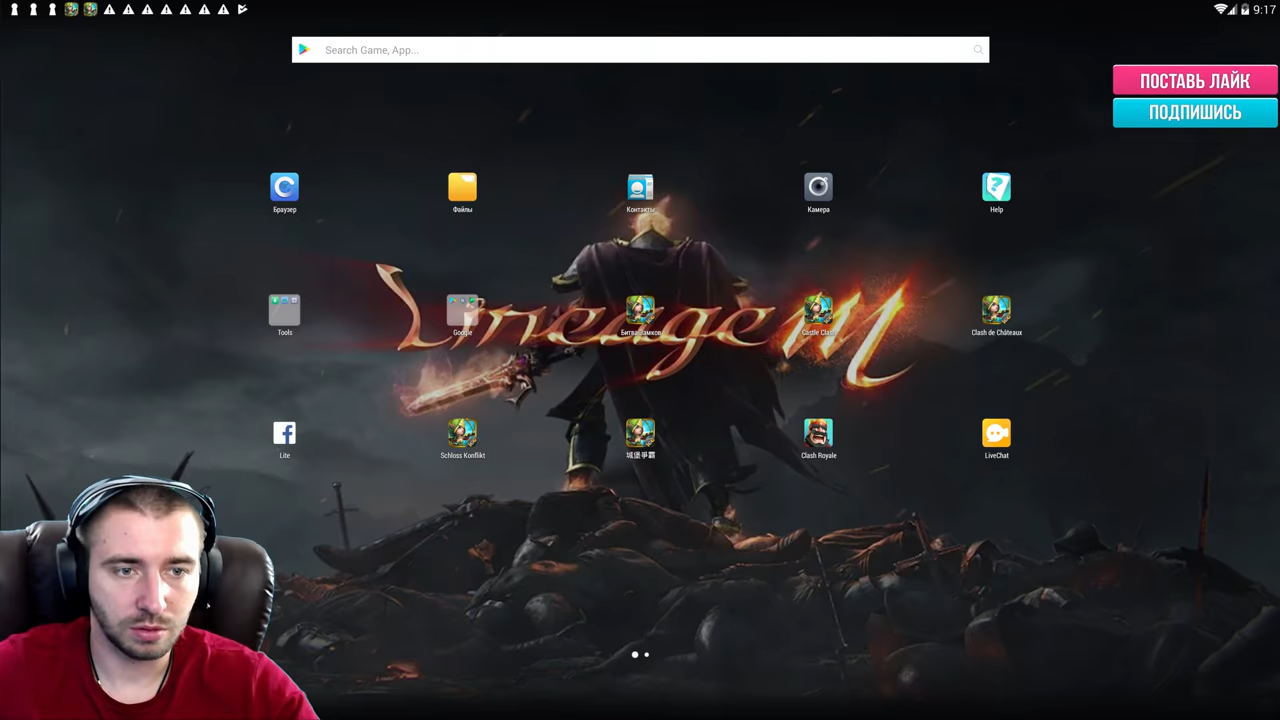 9:17
Search Game, App...
ПОСТАВЬ ЛАЙК
ПОДПИШИСЬ
Браузер
Файлы
Контакты
Камера
Help
Tools
Google
Битва Замков
Castle Clash
Clash de Châteaux
LineageM
Lite
Schloss Konflikt
城堡爭霸
Clash Royale
LiveChat